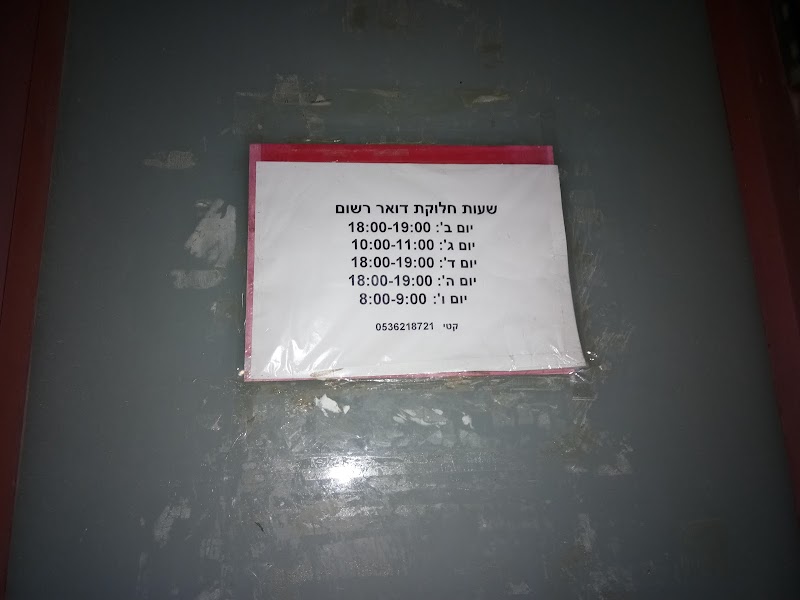 שעות חלוקת דואר רשום
יום ב': 18:00-19:00
יום ג': 10:00-11:00
יום ד': 18:00-19:00
יום ה': 18:00-19:00
יום ו': 8:00-9:00
קטי 0536218721